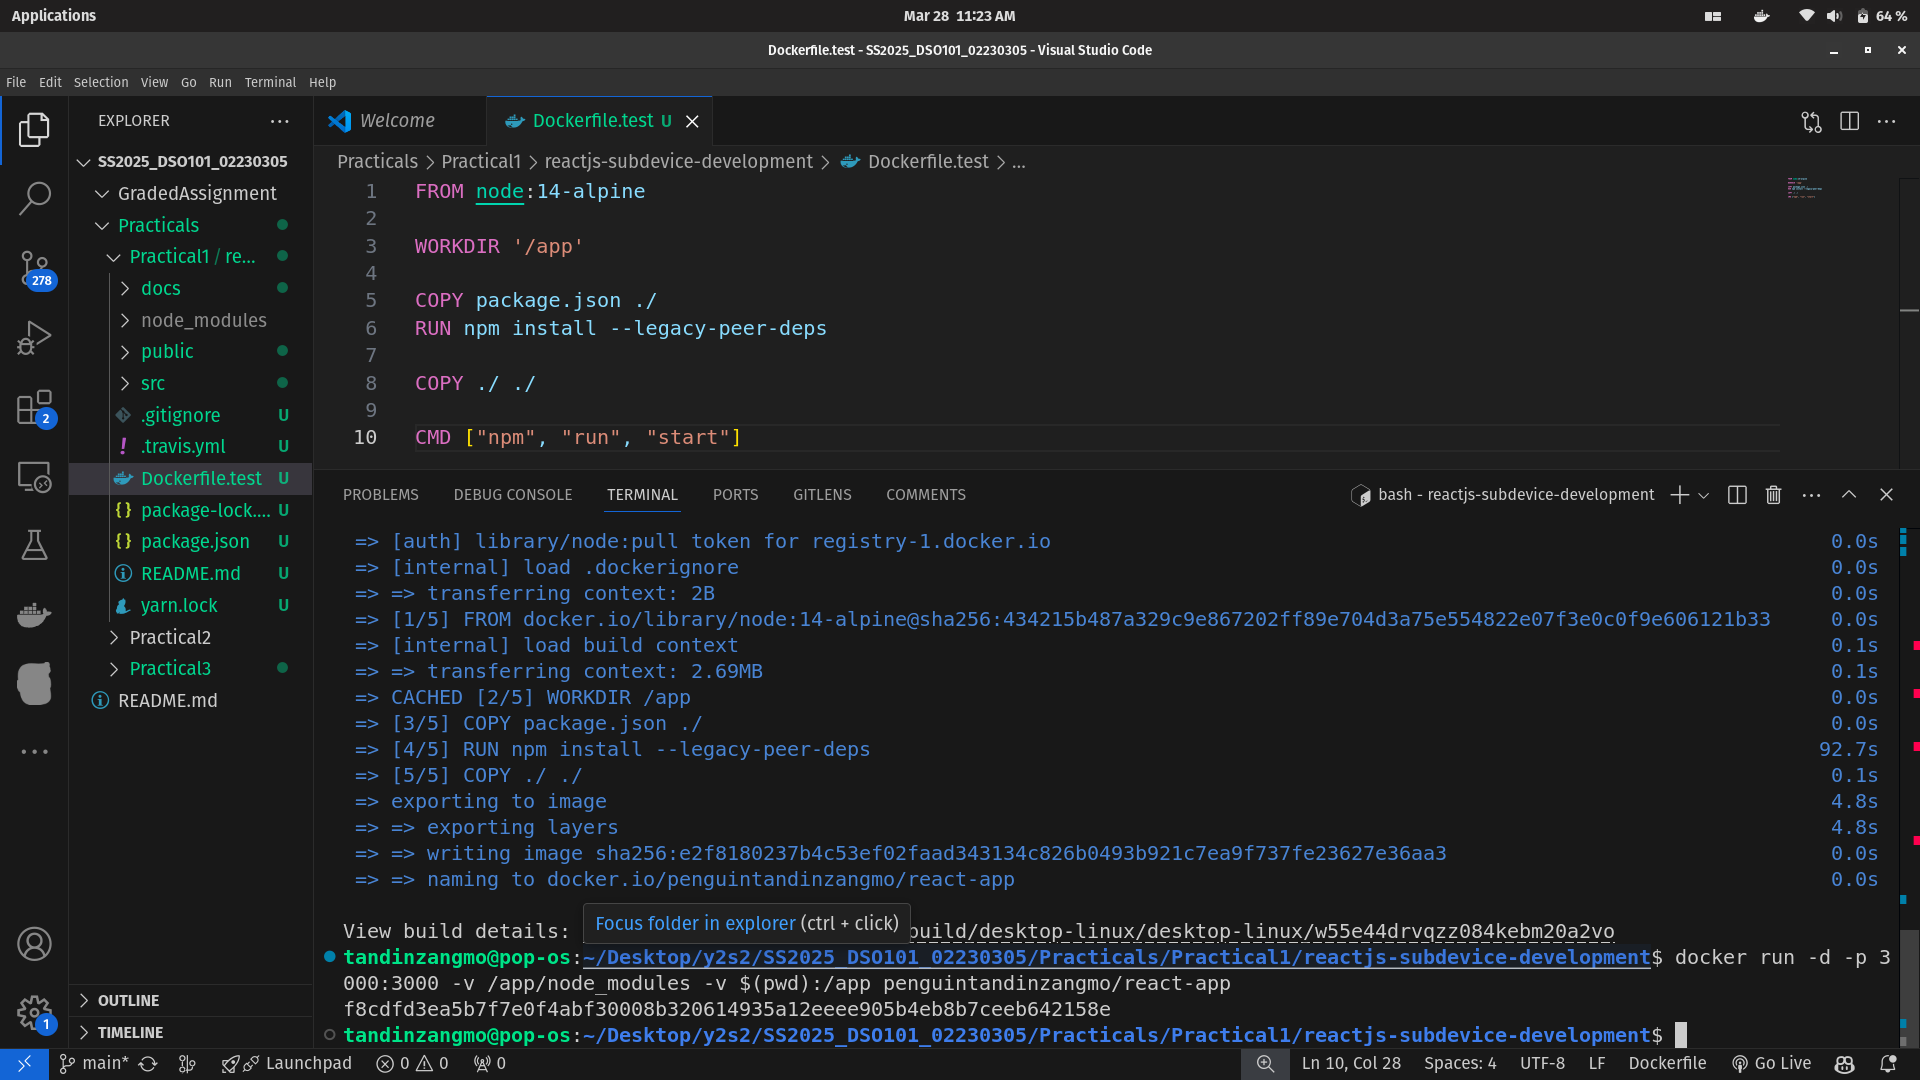 Applications
Mar 28 11:23 AM
64 %
Dockerfile.test - SS2025_DSO101_02230305 - Visual Studio Code
File Edit Selection View Go Run Terminal Help
EXPLORER
SS2025_DSO101_02230305
GradedAssignment
Practicals
Practical1 / re...
docs
node_modules
public
src
.gitignore U
.travis.yml U
Dockerfile.test U
package-lock.... U
package.json U
README.md U
yarn.lock U
Practical2
Practical3
README.md
OUTLINE
TIMELINE
278
2
1
Welcome
Dockerfile.test U
Practicals > Practical1 > reactjs-subdevice-development > Dockerfile.test > ...
1 FROM node:14-alpine
2
3 WORKDIR '/app'
4
5 COPY package.json ./
6 RUN npm install --legacy-peer-deps
7
8 COPY ./ ./
9
10 CMD ["npm", "run", "start"]
PROBLEMS DEBUG CONSOLE TERMINAL PORTS GITLENS COMMENTS
bash - reactjs-subdevice-development
=> [auth] library/node:pull token for registry-1.docker.io 0.0s
=> [internal] load .dockerignore 0.0s
=> => transferring context: 2B 0.0s
=> [1/5] FROM docker.io/library/node:14-alpine@sha256:434215b487a329c9e867202ff89e704d3a75e554822e07f3e0c0f9e606121b33 0.0s
=> [internal] load build context 0.1s
=> => transferring context: 2.69MB 0.1s
=> CACHED [2/5] WORKDIR /app 0.0s
=> [3/5] COPY package.json ./ 0.0s
=> [4/5] RUN npm install --legacy-peer-deps 92.7s
=> [5/5] COPY ./ ./ 0.1s
=> exporting to image 4.8s
=> => exporting layers 4.8s
=> => writing image sha256:e2f8180237b4c53ef02faad343134c826b0493b921c7ea9f737fe23627e36aa3 0.0s
=> => naming to docker.io/penguintandinzangmo/react-app 0.0s
Focus folder in explorer (ctrl + click)
View build details: build/desktop-linux/desktop-linux/w55e44drvqzz084kebm20a2vo
tandinzangmo@pop-os:~/Desktop/y2s2/SS2025_DSO101_02230305/Practicals/Practical1/reactjs-subdevice-development$ docker run -d -p 3
000:3000 -v /app/node_modules -v $(pwd):/app penguintandinzangmo/react-app
f8cdfd3ea5b7f7e0f4abf30008b320614935a12eeee905b4eb8b7ceeb642158e
tandinzangmo@pop-os:~/Desktop/y2s2/SS2025_DSO101_02230305/Practicals/Practical1/reactjs-subdevice-development$
main* Launchpad 0 0 0 Ln 10, Col 28 Spaces: 4 UTF-8 LF Dockerfile Go Live